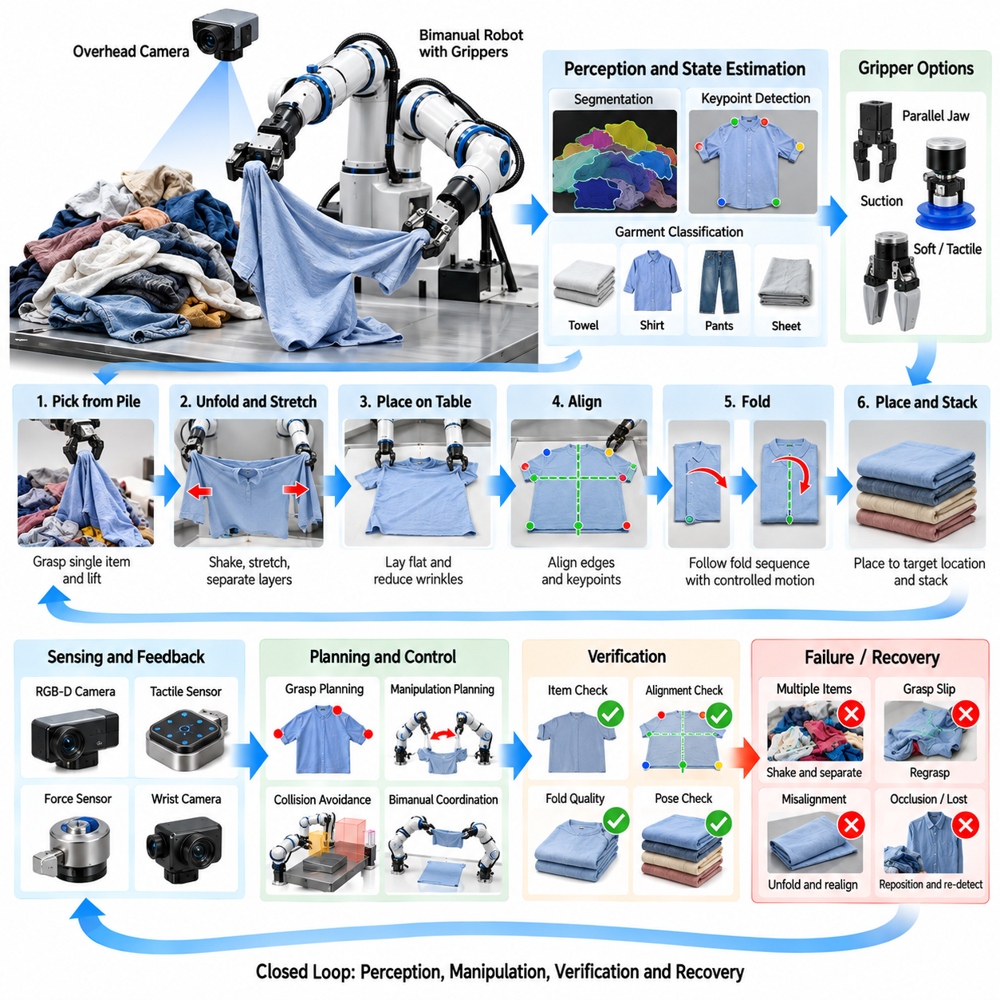 Overhead Camera
Bimanual Robot
with Grippers
Perception and State Estimation
Segmentation
Keypoint Detection
Garment Classification
Towel
Shirt
Pants
Sheet
Gripper Options
Parallel Jaw
Suction
Soft / Tactile
1. Pick from Pile
Grasp single item
and lift
2. Unfold and Stretch
Shake, stretch,
separate layers
3. Place on Table
Lay flat and
reduce wrinkles
4. Align
Align edges
and keypoints
5. Fold
Follow fold sequence
with controlled motion
6. Place and Stack
Place to target location
and stack
Sensing and Feedback
RGB-D Camera
Tactile Sensor
Force Sensor
Wrist Camera
Planning and Control
Grasp Planning
Manipulation Planning
Collision Avoidance
Bimanual Coordination
Verification
Item Check
Alignment Check
Fold Quality
Pose Check
Failure / Recovery
Multiple Items
Shake and separate
Grasp Slip
Regrasp
Misalignment
Unfold and realign
Occlusion / Lost
Reposition and re-detect
Closed Loop: Perception, Manipulation, Verification and Recovery